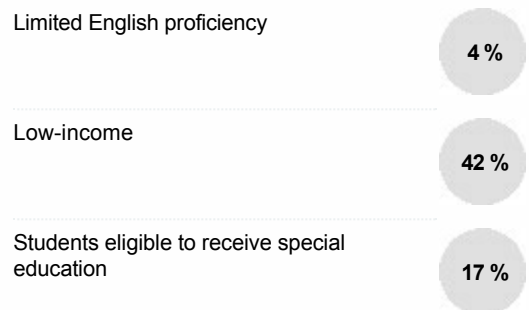 Limited English proficiency
4 %
Low-income
42 %
Students eligible to receive special
education
17 %